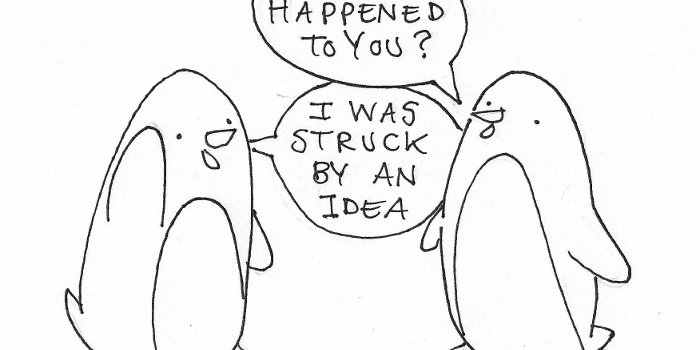 HAPPENED
TO YOU?
I WAS
STRUCK
BY AN
IDEA